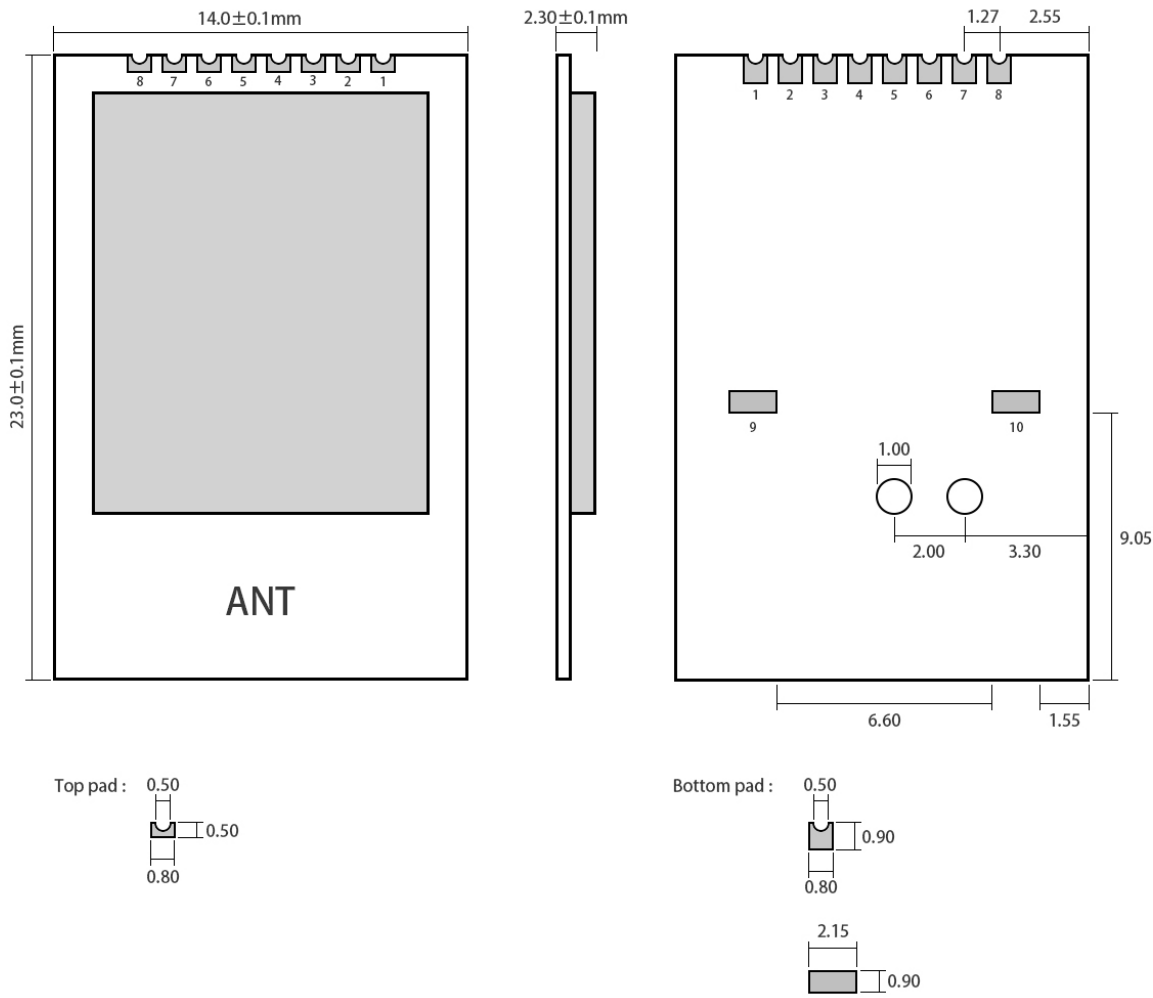 14.0±0.1mm
2.30±0.1mm
1.27
2.55
8 7 6 5 4 3 2 1
1 2 3 4 5 6 7 8
23.0±0.1mm
9
10
1.00
2.00
3.30
9.05
ANT
6.60
1.55
Top pad :
0.50
0.50
0.80
Bottom pad :
0.50
0.90
0.80
2.15
0.90